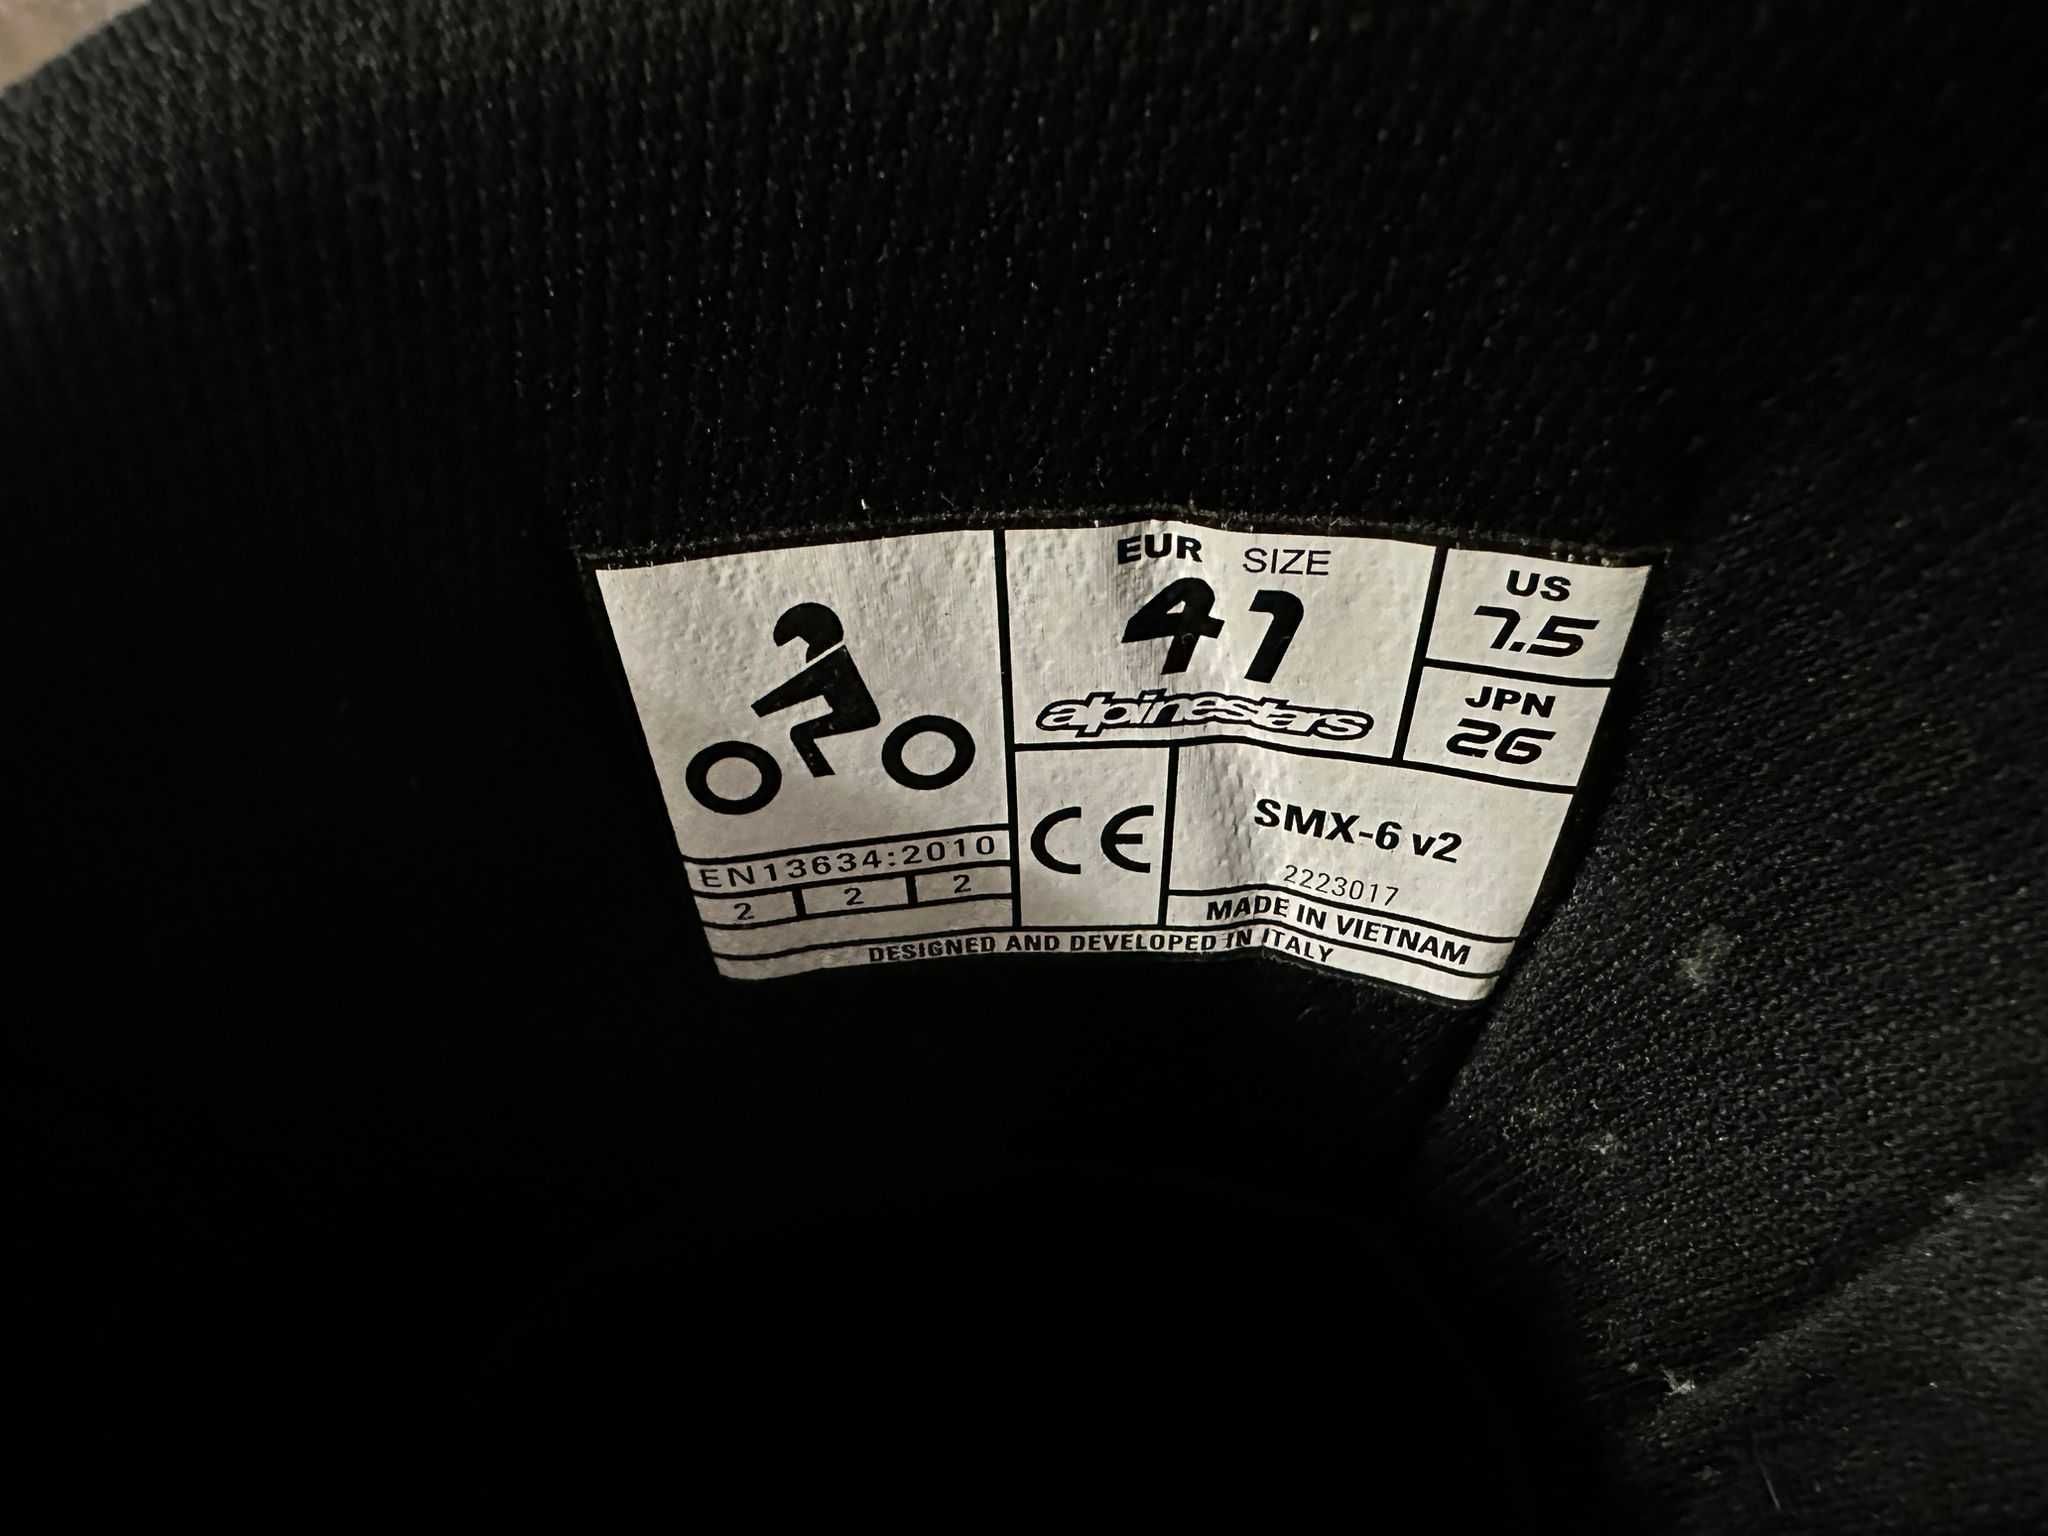 EUR SIZE
41
alpinestars
US
7.5
JPN
26
EN13634:2010
2 2 2
CE
SMX-6 v2
2223017
MADE IN VIETNAM
DESIGNED AND DEVELOPED IN ITALY